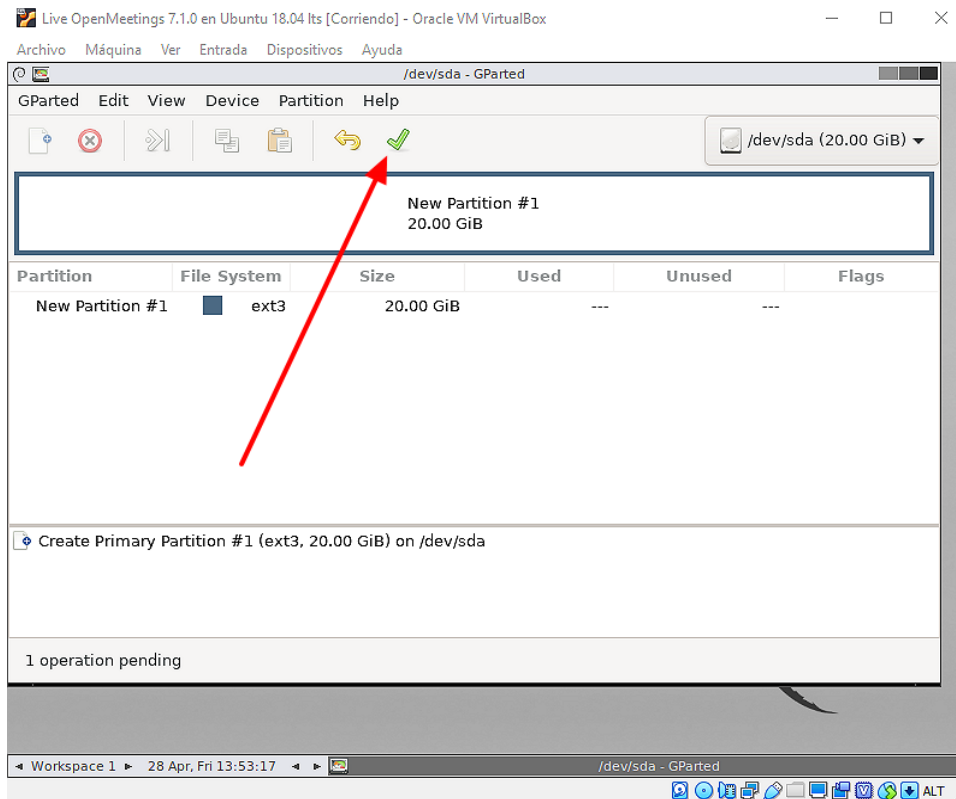 Live OpenMeetings 7.1.0 en Ubuntu 18.04 lts [Corriendo] - Oracle VM VirtualBox
Archivo Máquina Ver Entrada Dispositivos Ayuda
/dev/sda - GParted
GParted Edit View Device Partition Help
/dev/sda (20.00 GiB)
New Partition #1
20.00 GiB
Partition File System Size Used Unused Flags
New Partition #1 ext3 20.00 GiB --- ---
Create Primary Partition #1 (ext3, 20.00 GiB) on /dev/sda
1 operation pending
Workspace 1 28 Apr, Fri 13:53:17 /dev/sda - GParted
ALT